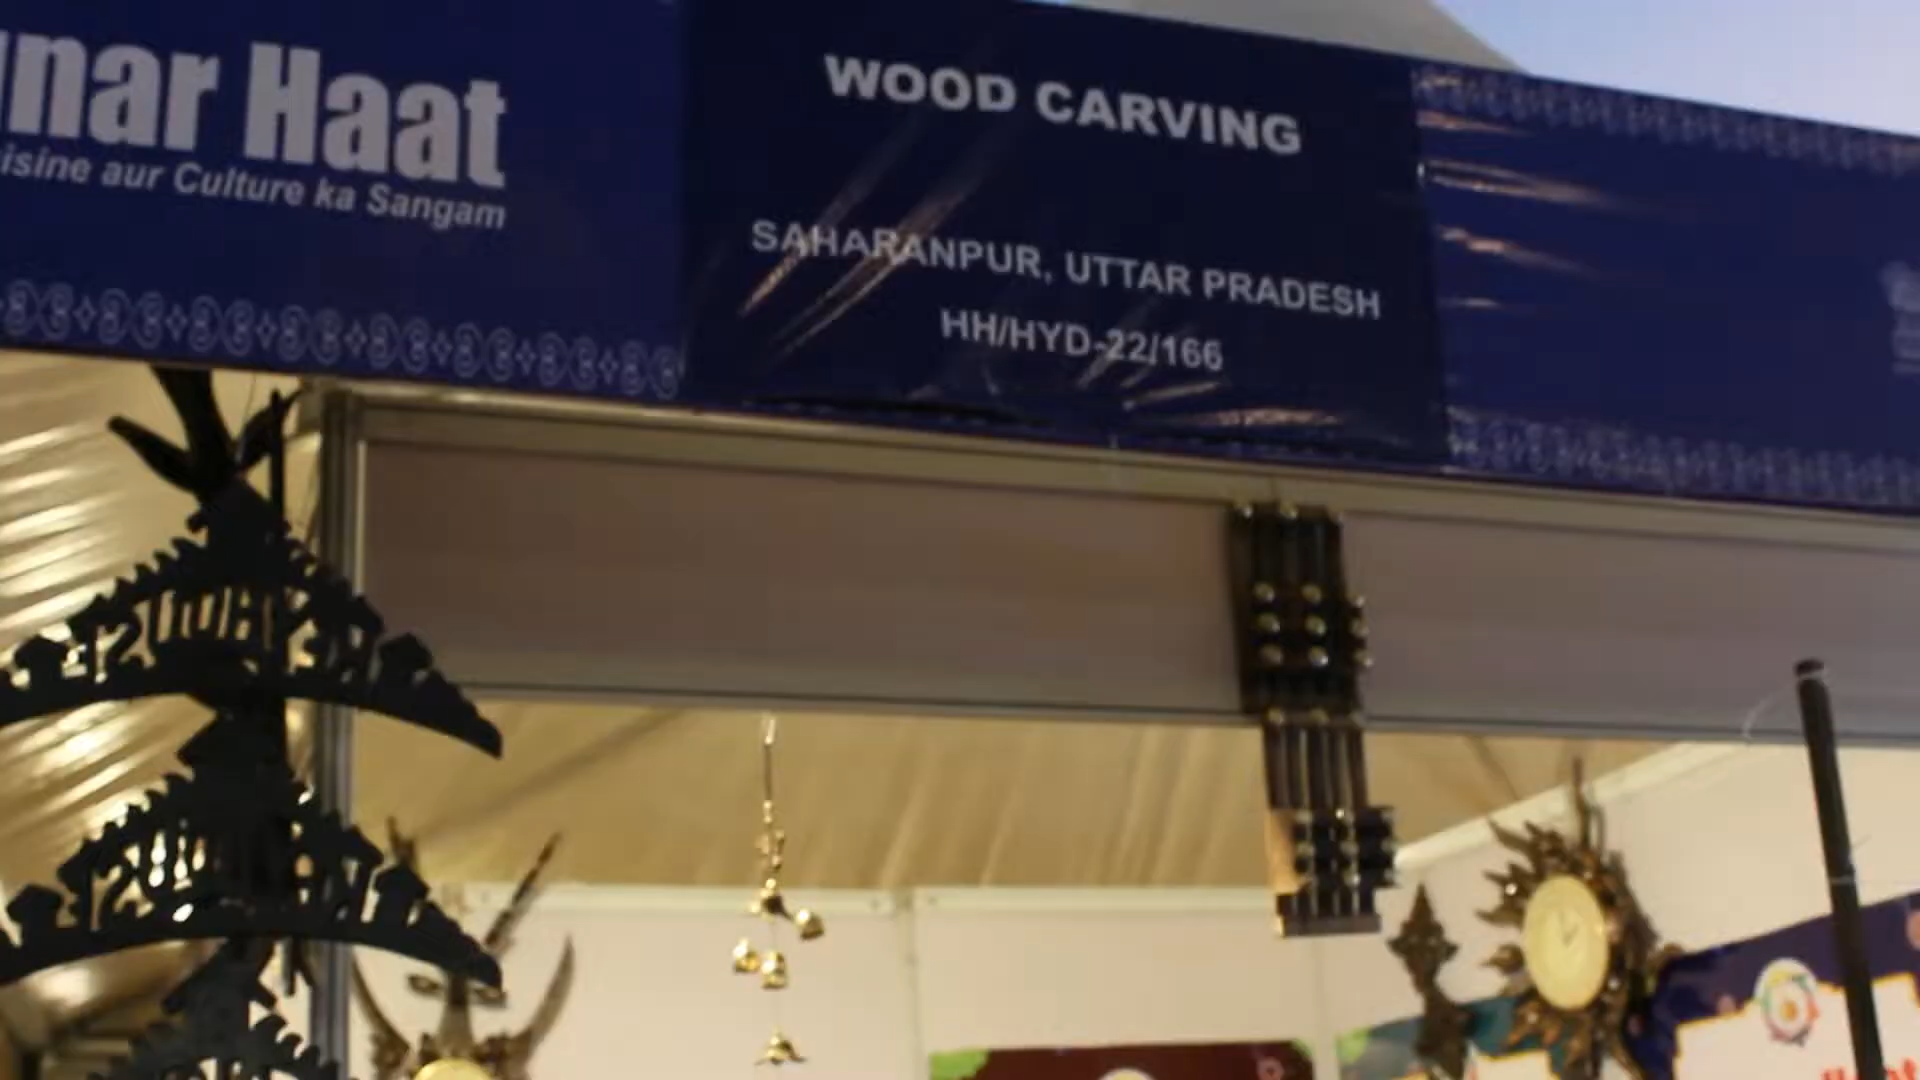 nar Haat
isine aur Culture ka Sangam
WOOD CARVING
SAHARANPUR, UTTAR PRADESH
HH/HYD-22/166